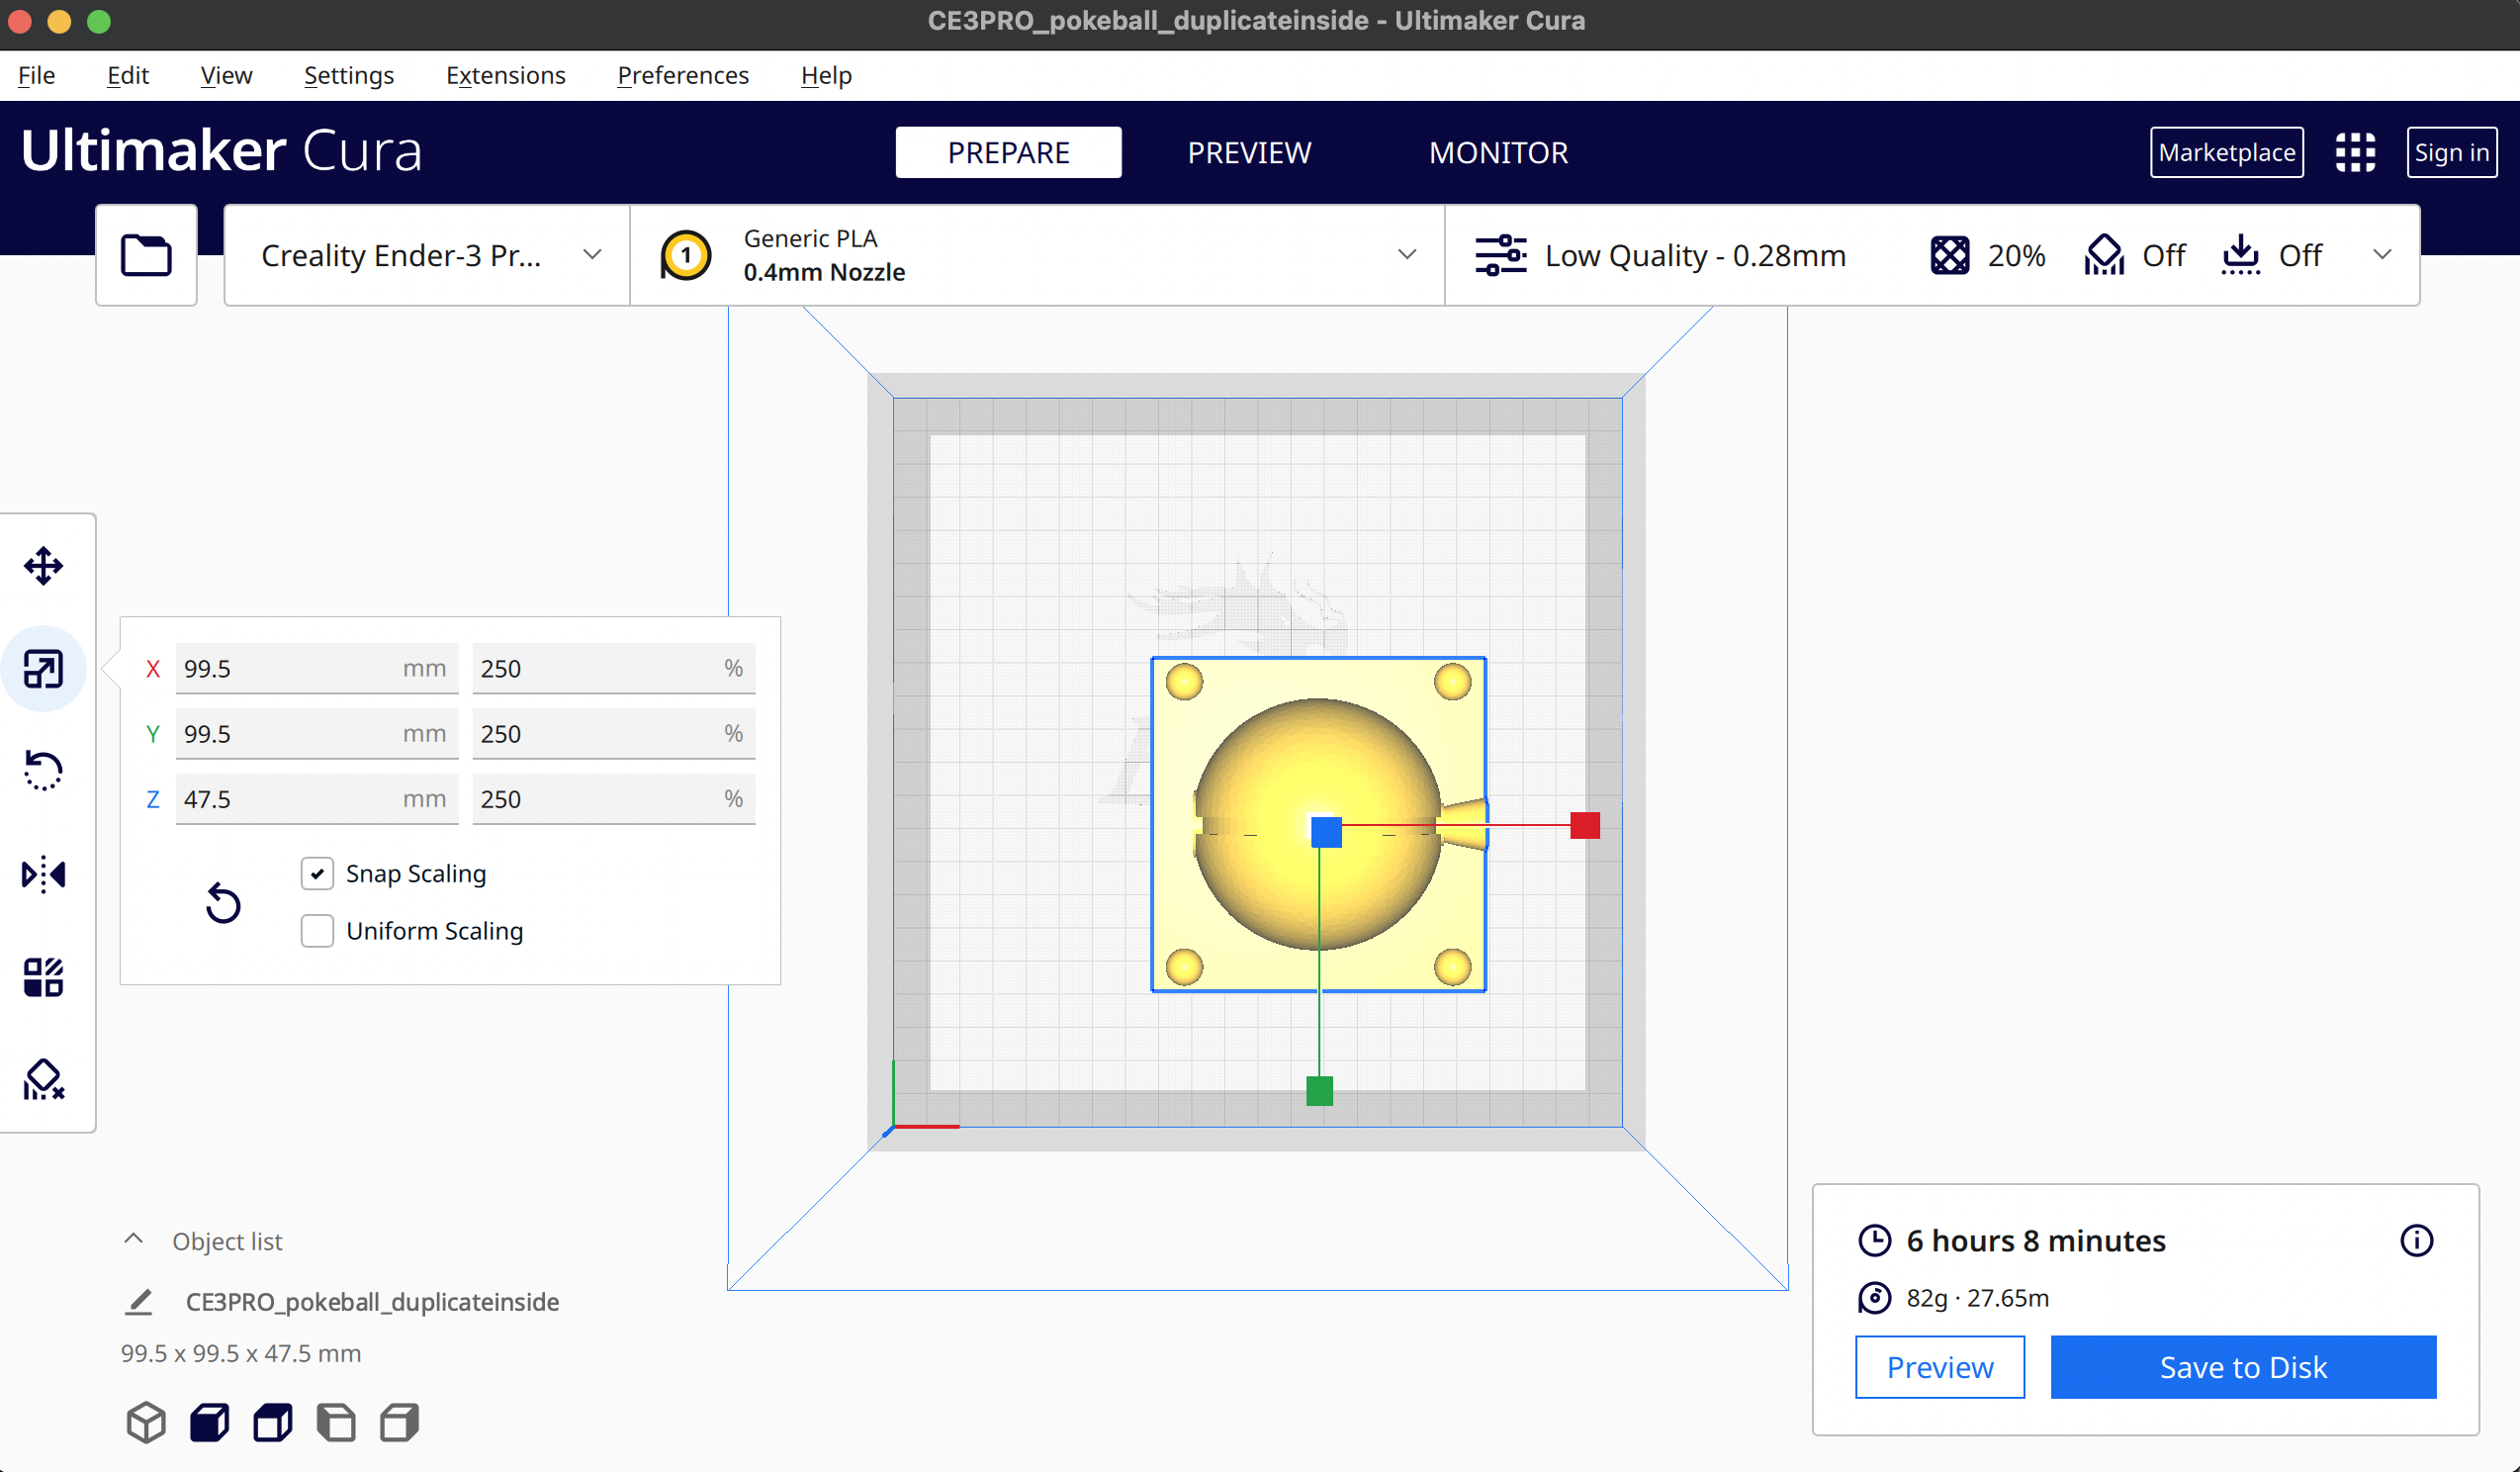 CE3PRO_pokeball_duplicateinside - Ultimaker Cura
File Edit View Settings Extensions Preferences Help
Ultimaker Cura
PREPARE PREVIEW MONITOR
Marketplace Sign in
Creality Ender-3 Pr...
1
Generic PLA
0.4mm Nozzle
Low Quality - 0.28mm 20% Off Off
X 99.5 mm 250 %
Y 99.5 mm 250 %
Z 47.5 mm 250 %
Snap Scaling
Uniform Scaling
Object list
CE3PRO_pokeball_duplicateinside
99.5 x 99.5 x 47.5 mm
6 hours 8 minutes
82g · 27.65m
Preview Save to Disk